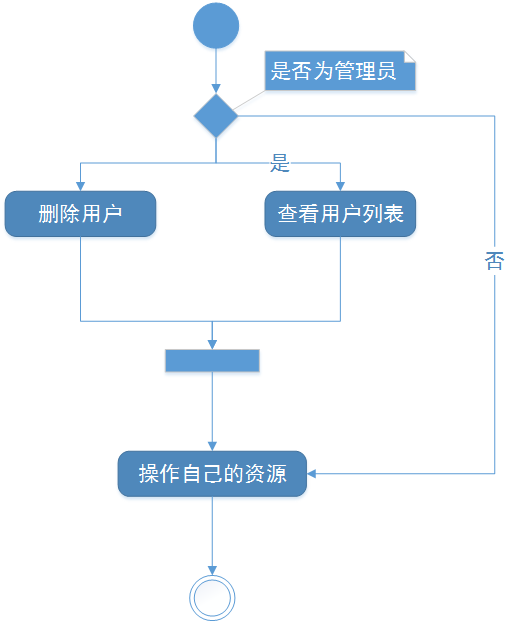 是否为管理员
是
删除用户
查看用户列表
否
操作自己的资源